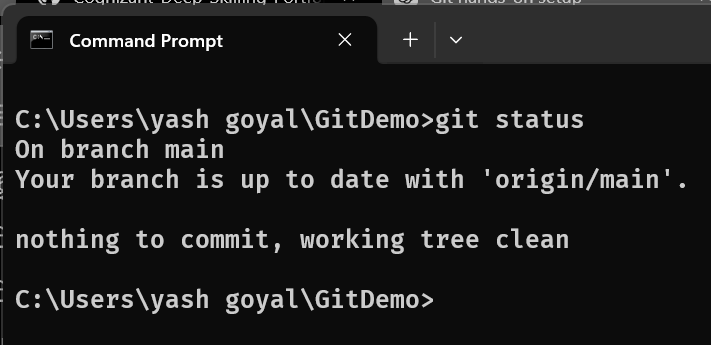 Command Prompt
C:\Users\yash goyal\GitDemo>git status
On branch main
Your branch is up to date with 'origin/main'.
nothing to commit, working tree clean
C:\Users\yash goyal\GitDemo>